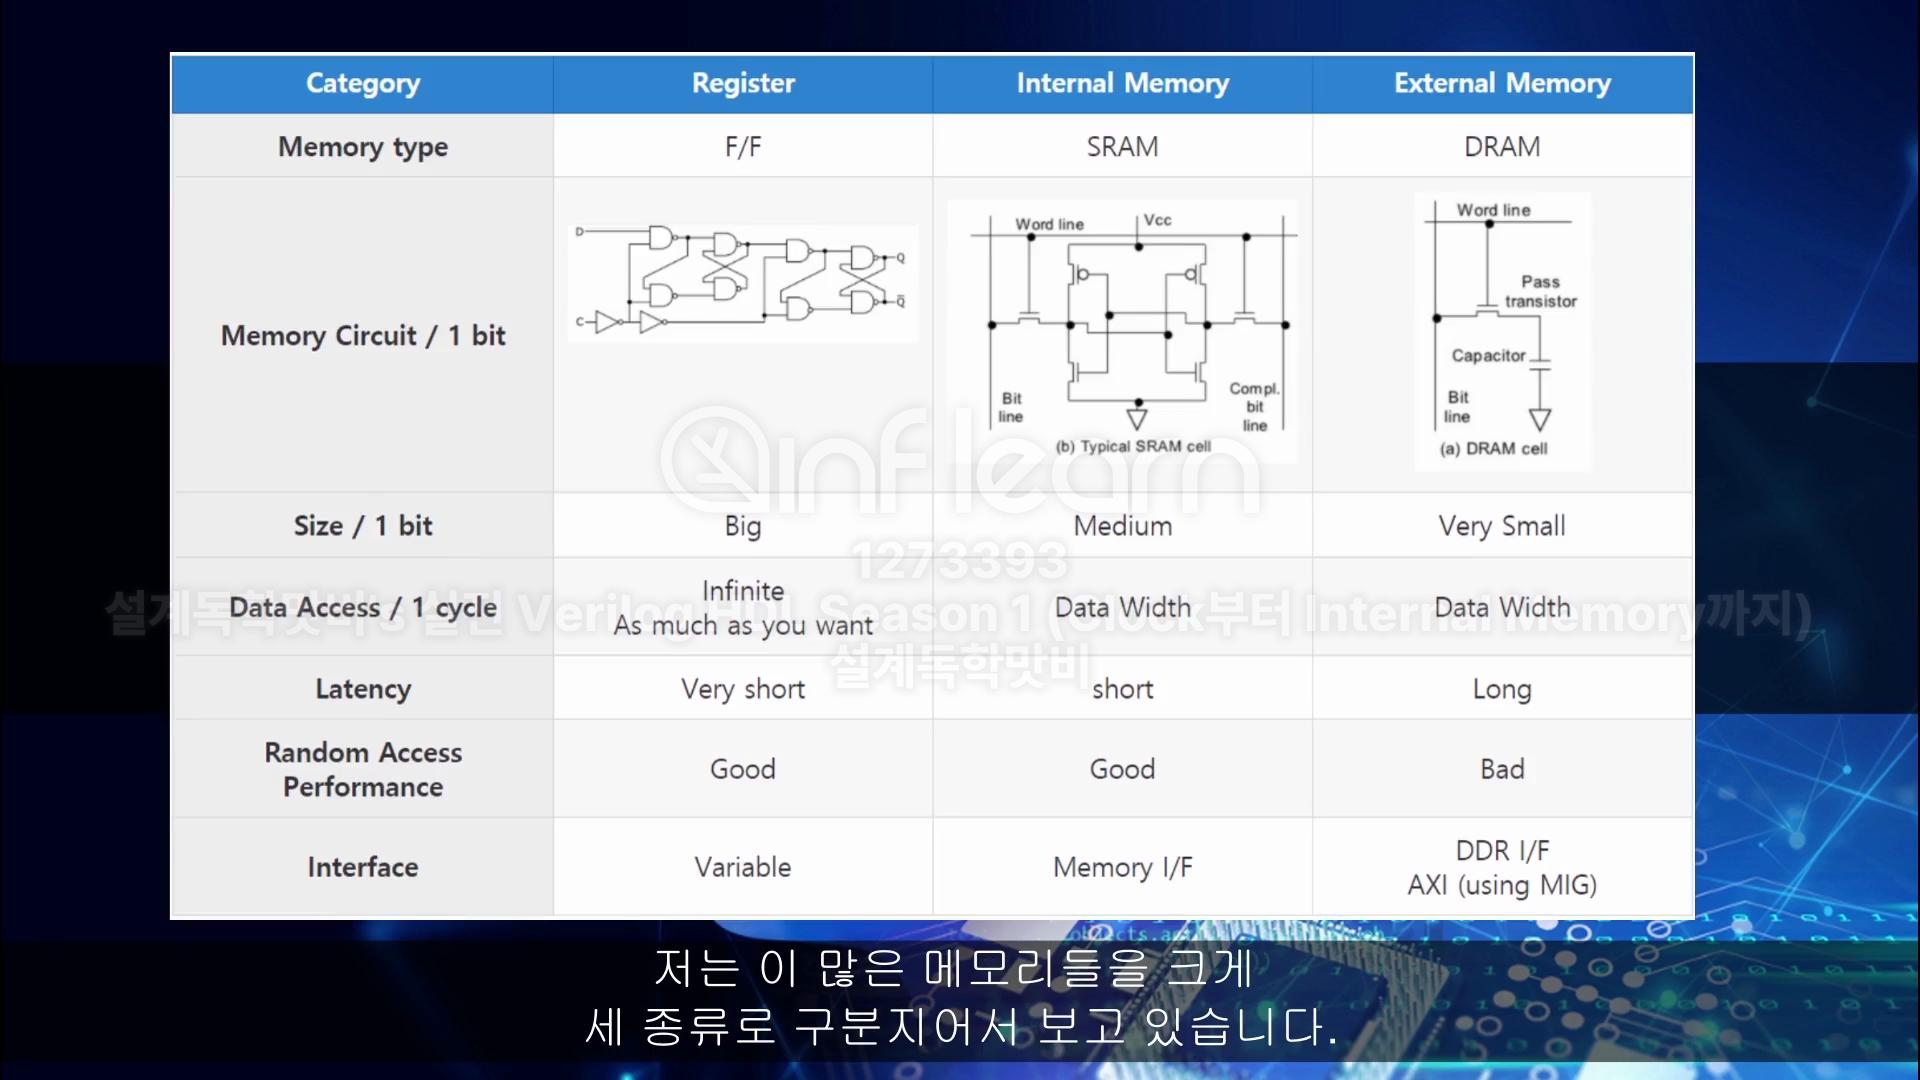 Category Register Internal Memory External Memory
Memory type F/F SRAM DRAM
Memory Circuit / 1 bit
D
C
Q
Q̅
Word line
Vcc
Bit
line
Compl.
bit
line
(b) Typical SRAM cell
Word line
Pass
transistor
Capacitor
Bit
line
(a) DRAM cell
Size / 1 bit Big Medium Very Small
Data Access / 1 cycle
Infinite
As much as you want
Data Width
Data Width
Latency Very short short Long
Random Access
Performance
Good Good Bad
Interface Variable Memory I/F
DDR I/F
AXI (using MIG)
inflearn
1273393
설계독학맛비's 실전 Verilog HDL Season 1 (Clock부터 Internal Memory까지)
설계독학맛비
저는 이 많은 메모리들을 크게
세 종류로 구분지어서 보고 있습니다.